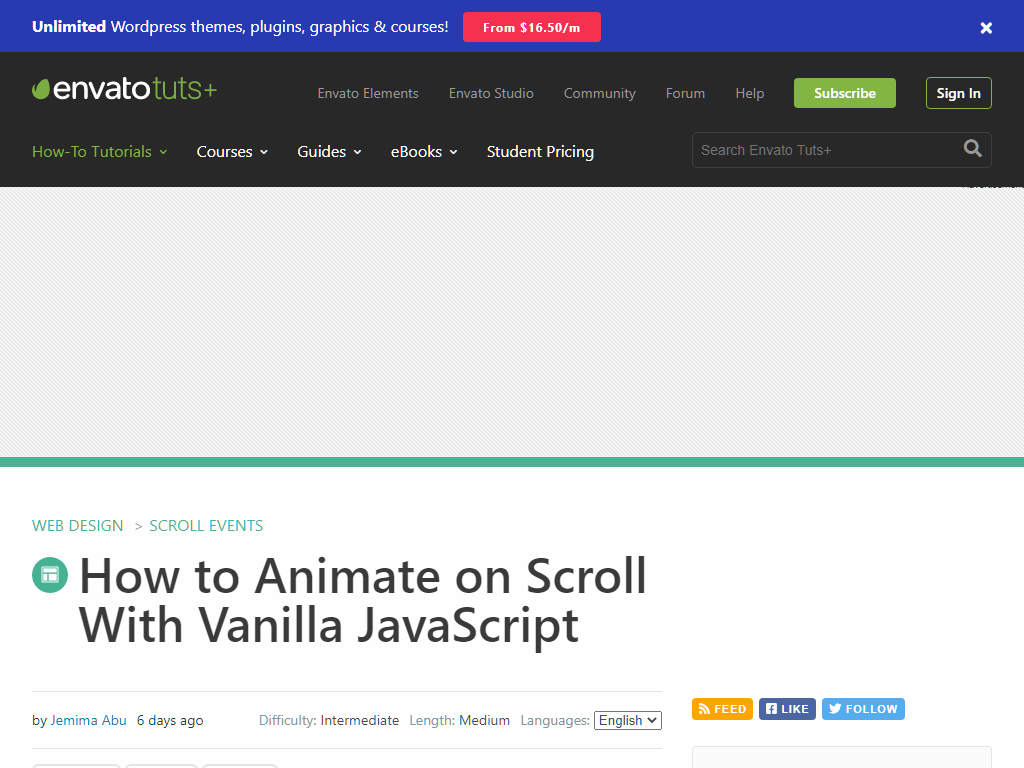 Unlimited Wordpress themes, plugins, graphics & courses! From $16.50/m
envato tuts+
Envato Elements Envato Studio Community Forum Help Subscribe Sign In
How-To Tutorials Courses Guides eBooks Student Pricing Search Envato Tuts+
WEB DESIGN > SCROLL EVENTS
How to Animate on Scroll
With Vanilla JavaScript
by Jemima Abu 6 days ago Difficulty: Intermediate Length: Medium Languages: English
FEED LIKE FOLLOW